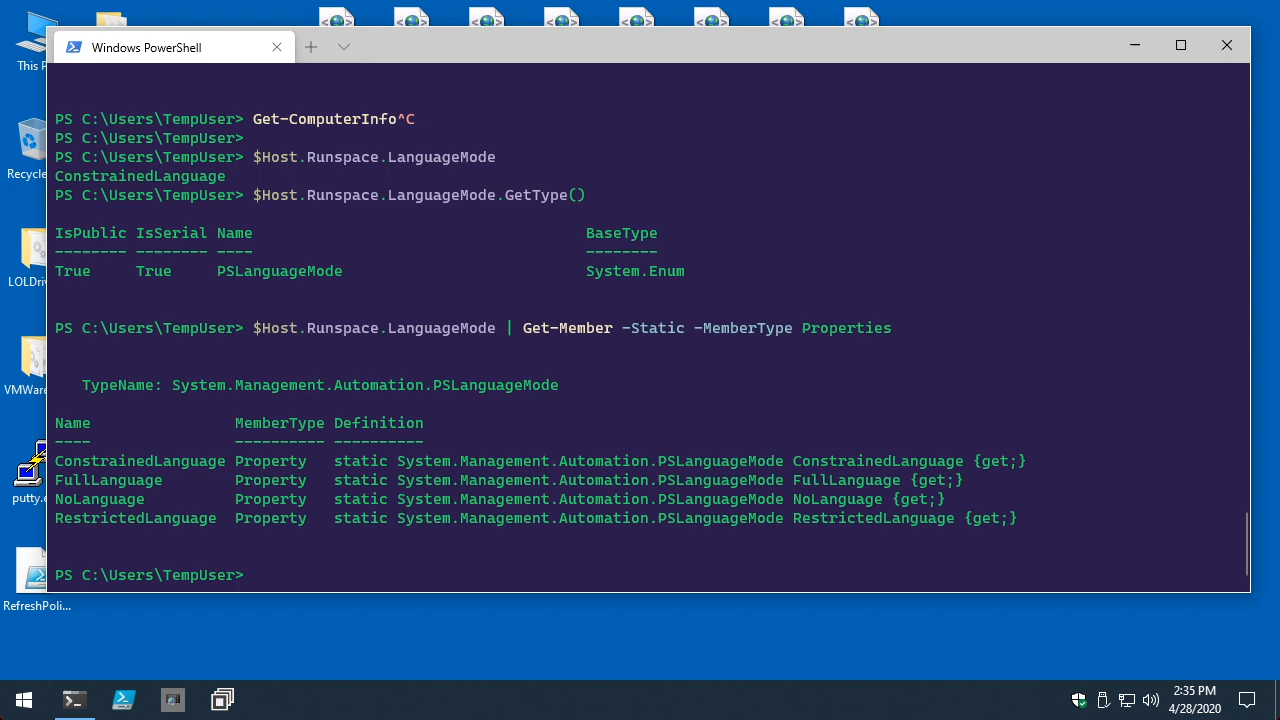 This P
Recycle
LOLDriv
VMWare
putty.e
RefreshPoli...
Windows PowerShell
PS C:\Users\TempUser> Get-ComputerInfo^C
PS C:\Users\TempUser>
PS C:\Users\TempUser> $Host.Runspace.LanguageMode
ConstrainedLanguage
PS C:\Users\TempUser> $Host.Runspace.LanguageMode.GetType()
IsPublic IsSerial Name                                     BaseType
-------- -------- ----                                     --------
True     True     PSLanguageMode                           System.Enum
PS C:\Users\TempUser> $Host.Runspace.LanguageMode | Get-Member -Static -MemberType Properties
   TypeName: System.Management.Automation.PSLanguageMode
Name                MemberType Definition
----                ---------- ----------
ConstrainedLanguage Property   static System.Management.Automation.PSLanguageMode ConstrainedLanguage {get;}
FullLanguage        Property   static System.Management.Automation.PSLanguageMode FullLanguage {get;}
NoLanguage          Property   static System.Management.Automation.PSLanguageMode NoLanguage {get;}
RestrictedLanguage  Property   static System.Management.Automation.PSLanguageMode RestrictedLanguage {get;}
PS C:\Users\TempUser>
2:35 PM
4/28/2020